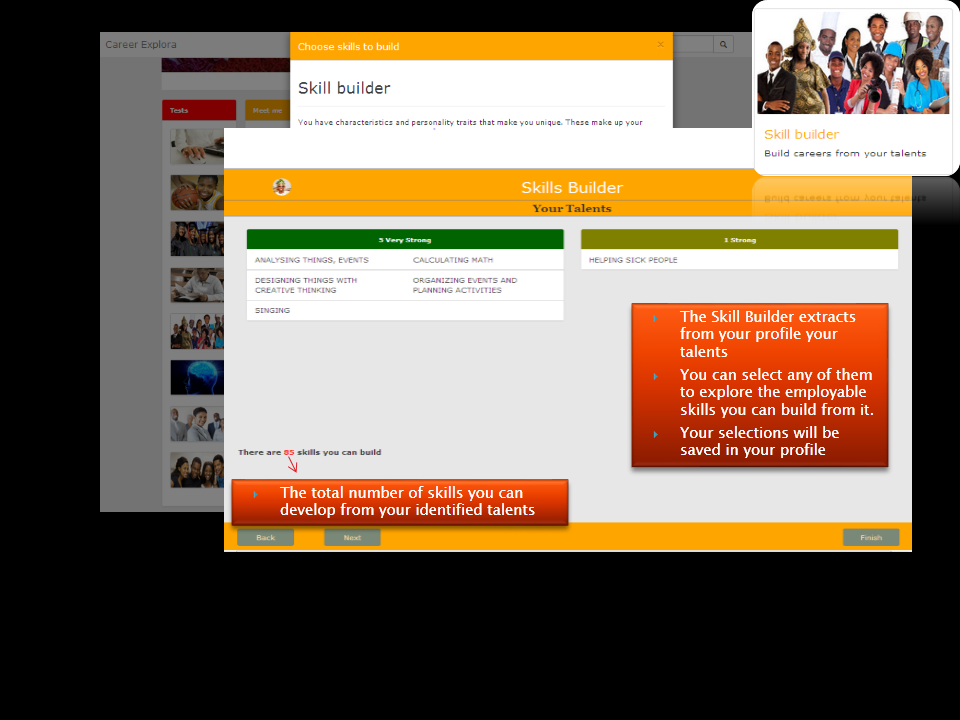 Career Explora
Choose skills to build
×
Skill builder
You have characteristics and personality traits that make you unique. These make up your
Tests
Meet me
Skill builder
Build careers from your talents
Skills Builder
Your Talents
5 Very Strong
ANALYSING THINGS, EVENTS
CALCULATING MATH
DESIGNING THINGS WITH
CREATIVE THINKING
ORGANIZING EVENTS AND
PLANNING ACTIVITIES
SINGING
1 Strong
HELPING SICK PEOPLE
The Skill Builder extracts
from your profile your
talents
You can select any of them
to explore the employable
skills you can build from it.
Your selections will be
saved in your profile
There are 85 skills you can build
The total number of skills you can
develop from your identified talents
Back
Next
Finish